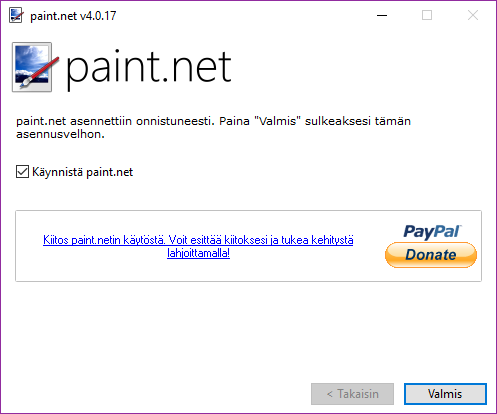 paint.net v4.0.17
paint.net
paint.net asennettiin onnistuneesti. Paina "Valmis" sulkeaksesi tämän
asennusvelhon.
Käynnistä paint.net
Kiitos paint.netin käytöstä. Voit esittää kiitoksesi ja tukea kehitystä
lahjoittamalla!
PayPal
Donate
< Takaisin
Valmis